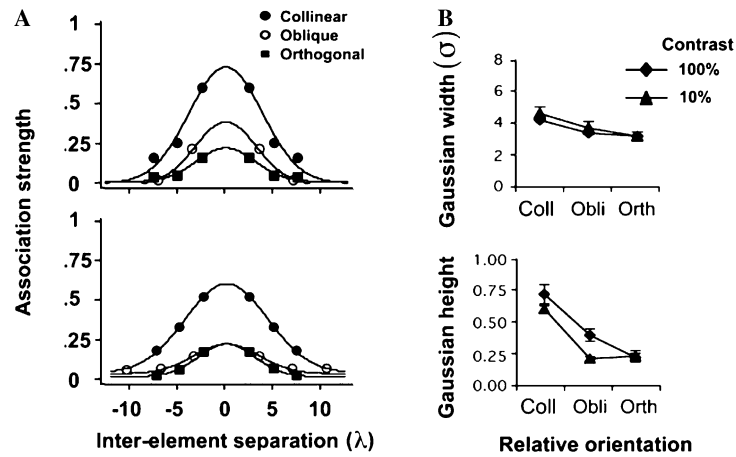 A
Collinear
Oblique
Orthogonal
Association strength
1
.75
.5
.25
0
Association strength
1
.75
.5
.25
0
-10 -5 0 5 10
Inter-element separation (λ)
B
Gaussian width (σ)
8
6
4
2
0
Contrast
100%
10%
Coll Obli Orth
Gaussian height
1.00
0.75
0.50
0.25
0.00
Coll Obli Orth
Relative orientation